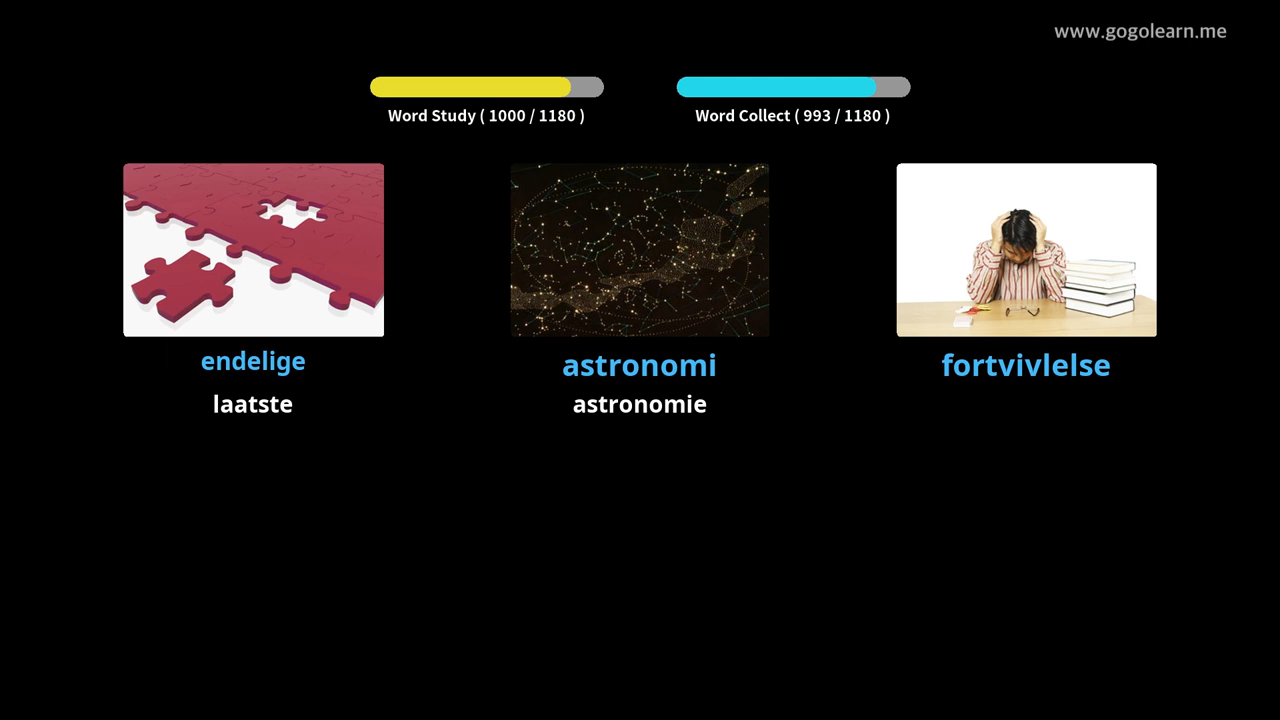 www.gogolearn.me
Word Study ( 1000 / 1180 )
Word Collect ( 993 / 1180 )
endelige
astronomi
fortvivlelse
laatste
astronomie